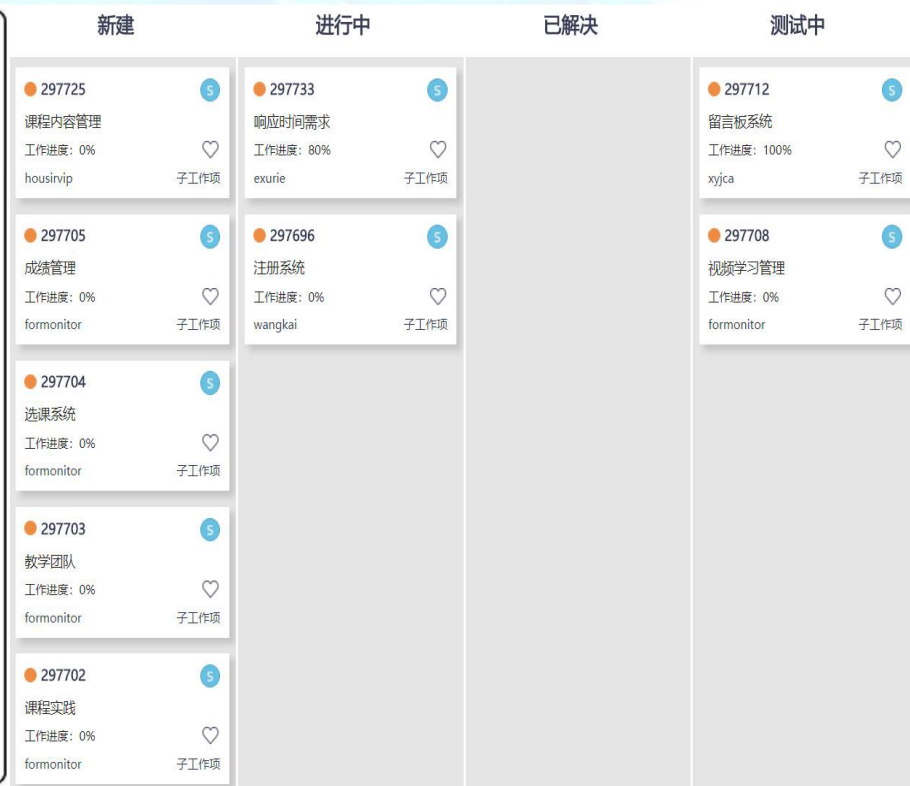 新建
S 297725
课程内容管理
工作进度：0%
housirvip 子工作项
297705 S
成绩管理
工作进度：0%
formonitor 子工作项
297704 S
选课系统
工作进度：0%
formonitor 子工作项
297703 S
教学团队
工作进度：0%
formonitor 子工作项
297702 S
课程实践
工作进度：0%
formonitor 子工作项
进行中
297733 S
响应时间需求
工作进度：80%
exurie 子工作项
297696 S
注册系统
工作进度：0%
wangkai 子工作项
已解决
测试中
297712 S
留言板系统
工作进度：100%
xyjca 子工作项
297708 S
视频学习管理
工作进度：0%
formonitor 子工作项